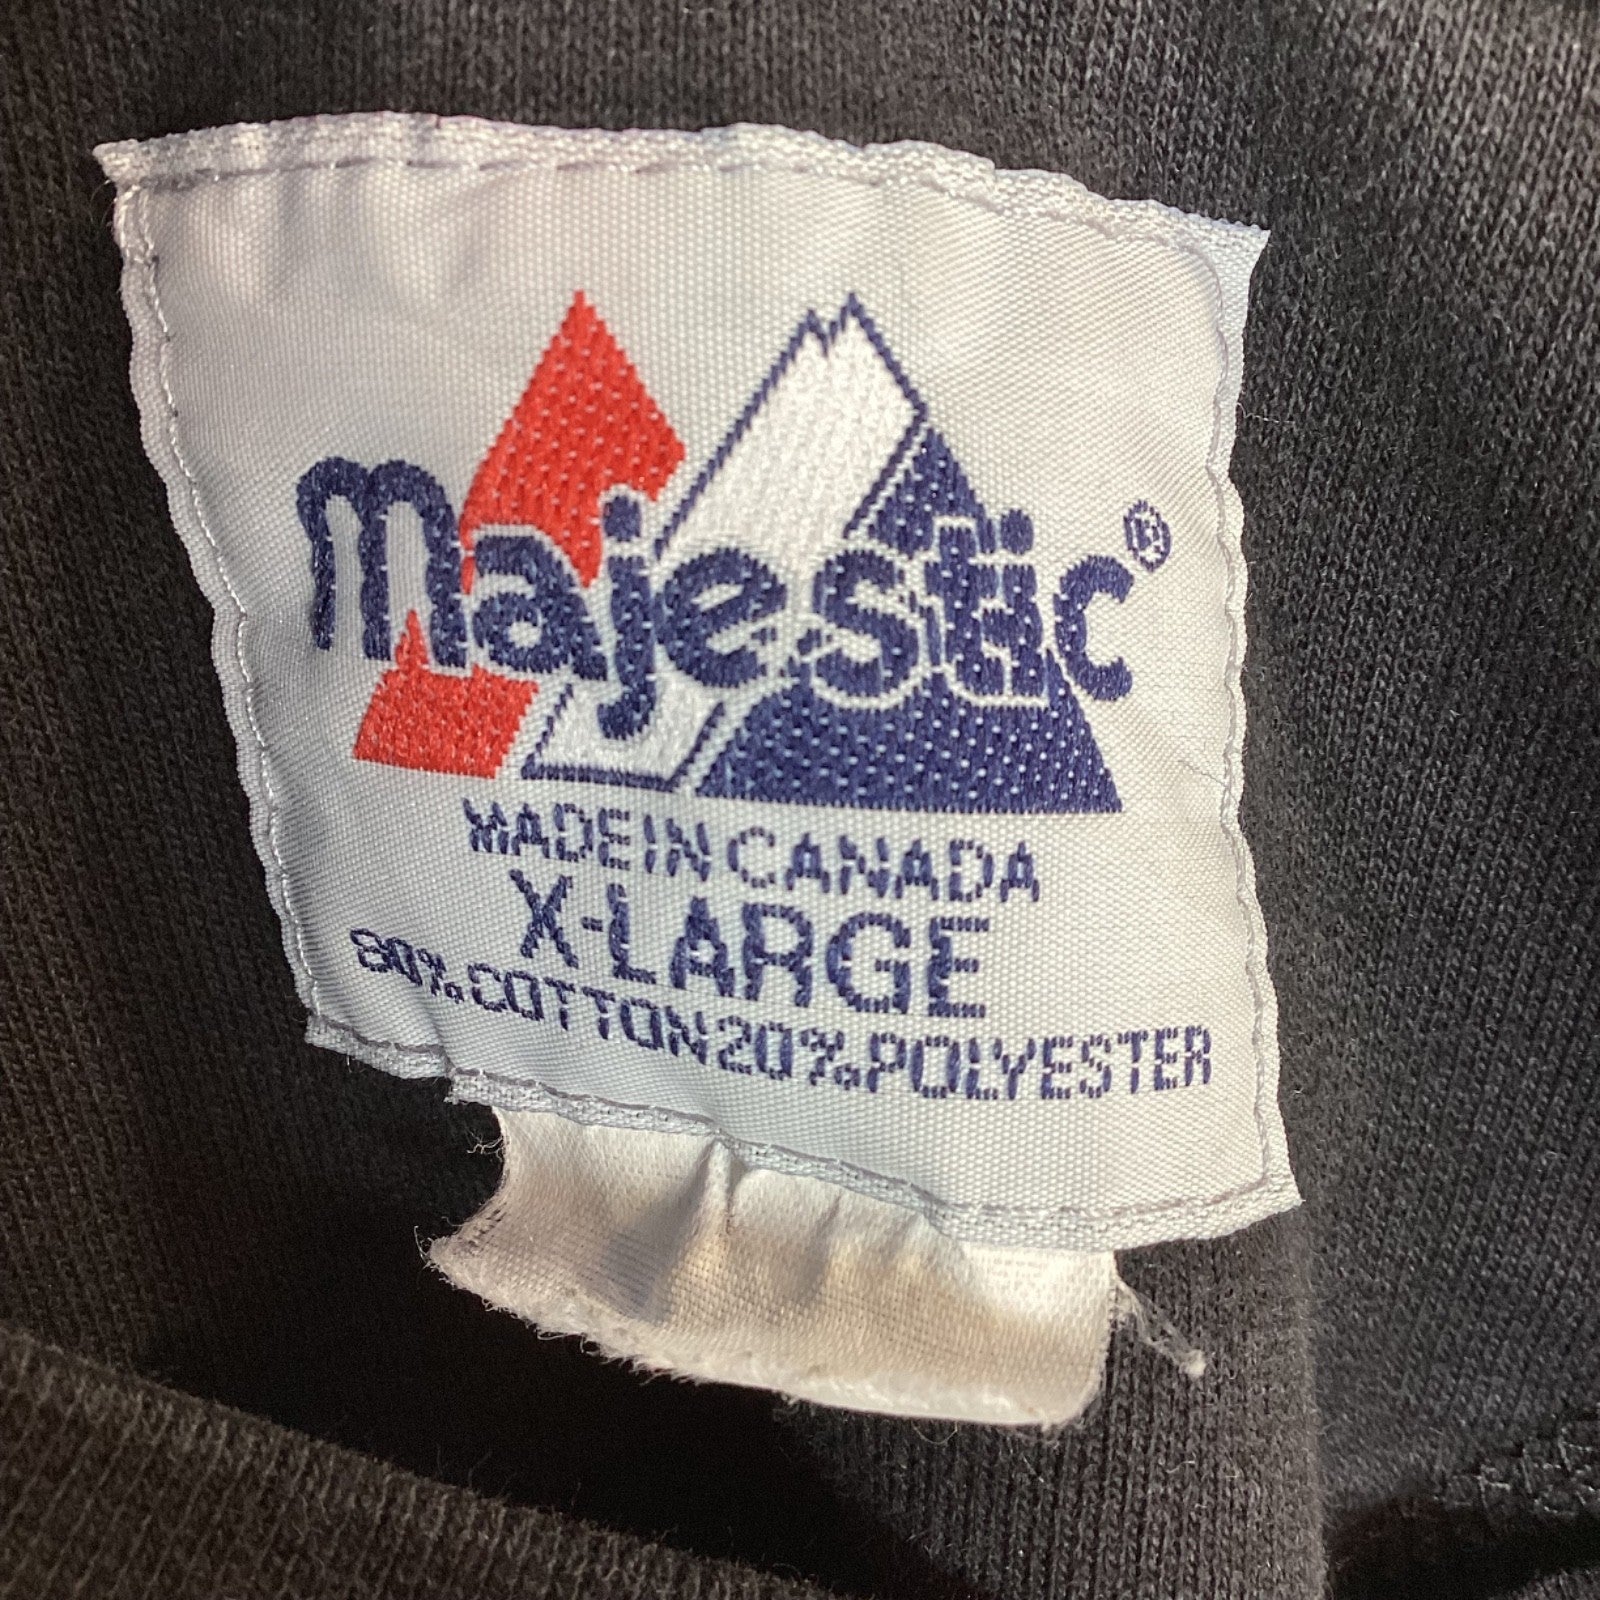 majestic®
MADE IN CANADA
X-LARGE
80% COTTON 20% POLYESTER